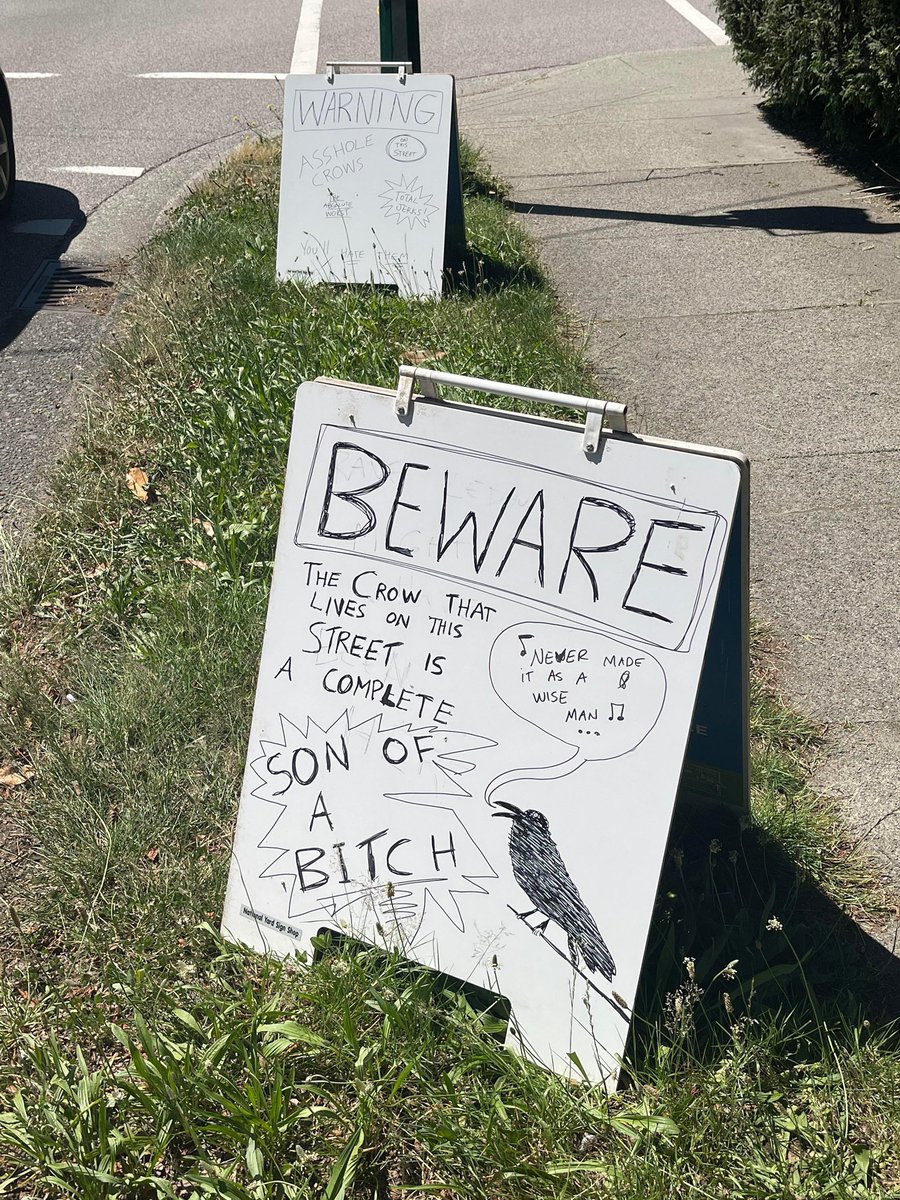 WARNING
ASSHOLE
CROWS
ON
THIS
STREET
THE
ABSOLUTE
WORST
TOTAL
JERKS!
YOU'LL HATE THEM
BEWARE
THE CROW THAT
LIVES ON THIS
STREET IS
A COMPLETE
SON OF
A
BITCH
♫ NEVER MADE
IT AS A
WISE
MAN ♫
...
National Yard Sign Shop